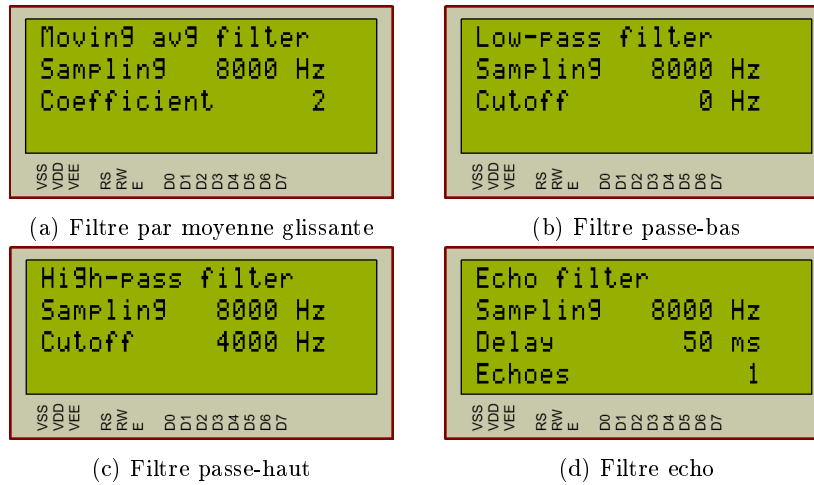 Moving avg filter
Sampling 8000 Hz
Coefficient 2
VSS VDD VEE RS RW E D0 D1 D2 D3 D4 D5 D6 D7
(a) Filtre par moyenne glissante
Low-pass filter
Sampling 8000 Hz
Cutoff 0 Hz
VSS VDD VEE RS RW E D0 D1 D2 D3 D4 D5 D6 D7
(b) Filtre passe-bas
High-pass filter
Sampling 8000 Hz
Cutoff 4000 Hz
VSS VDD VEE RS RW E D0 D1 D2 D3 D4 D5 D6 D7
(c) Filtre passe-haut
Echo filter
Sampling 8000 Hz
Delay 50 ms
Echoes 1
VSS VDD VEE RS RW E D0 D1 D2 D3 D4 D5 D6 D7
(d) Filtre echo